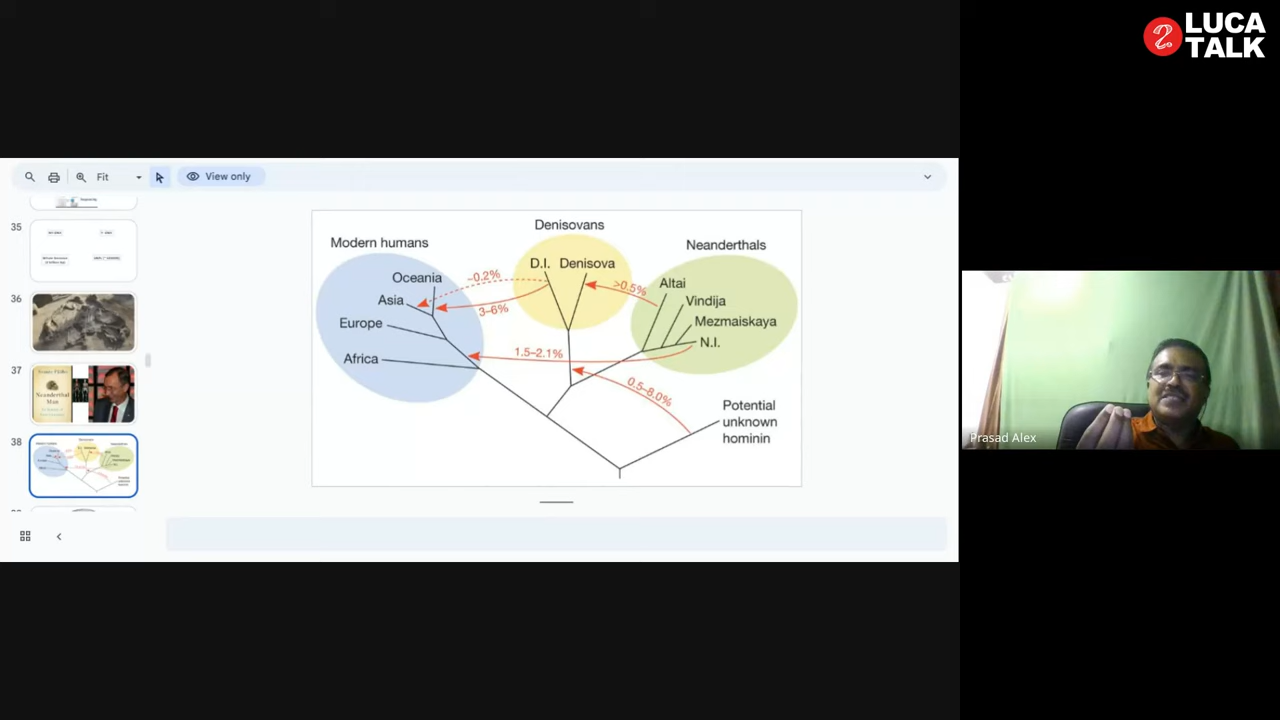 LUCA
TALK
Fit
View only
35
36
37
38
Neanderthal
Man
Modern humans
Denisovans
Neanderthals
Oceania
Asia
Europe
Africa
D.I. Denisova
Altai
Vindija
Mezmaiskaya
N.I.
~0.2%
3–6%
>0.5%
1.5–2.1%
0.5–8.0%
Potential
unknown
hominin
Prasad Alex